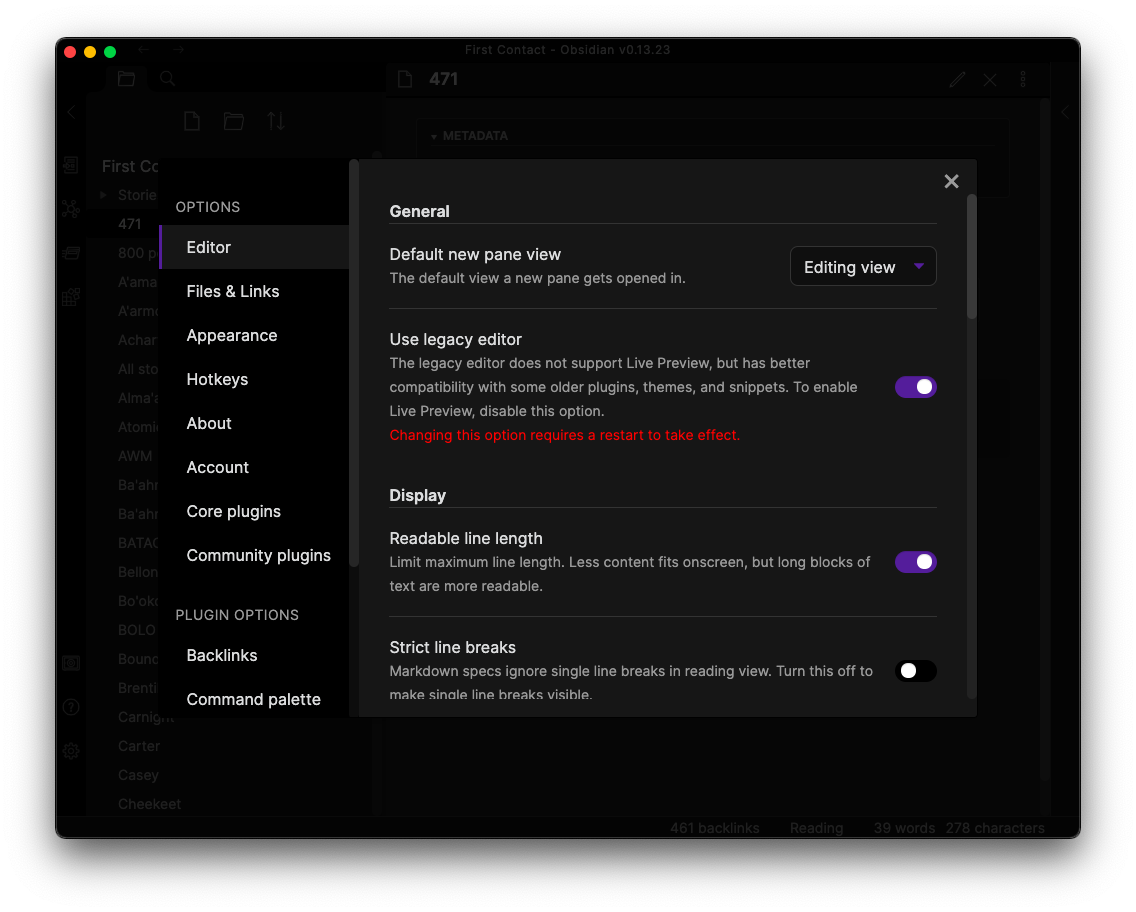 First Contact - Obsidian v0.13.23
471
METADATA
First Co
Storie
471
800 p
A'ama
A'armo
Achar
All sto
Alma'a
Atomi
AWM
Ba'ahn
Ba'ahn
BATAC
Bellon
Bo'oko
BOLO
Bound
Brenti
Carnight
Carter
Casey
Cheekeet
OPTIONS
Editor
Files & Links
Appearance
Hotkeys
About
Account
Core plugins
Community plugins
PLUGIN OPTIONS
Backlinks
Command palette
General
Default new pane view
The default view a new pane gets opened in.
Editing view
Use legacy editor
The legacy editor does not support Live Preview, but has better
compatibility with some older plugins, themes, and snippets. To enable
Live Preview, disable this option.
Changing this option requires a restart to take effect.
Display
Readable line length
Limit maximum line length. Less content fits onscreen, but long blocks of
text are more readable.
Strict line breaks
Markdown specs ignore single line breaks in reading view. Turn this off to
make single line breaks visible.
461 backlinks
Reading
39 words
278 characters